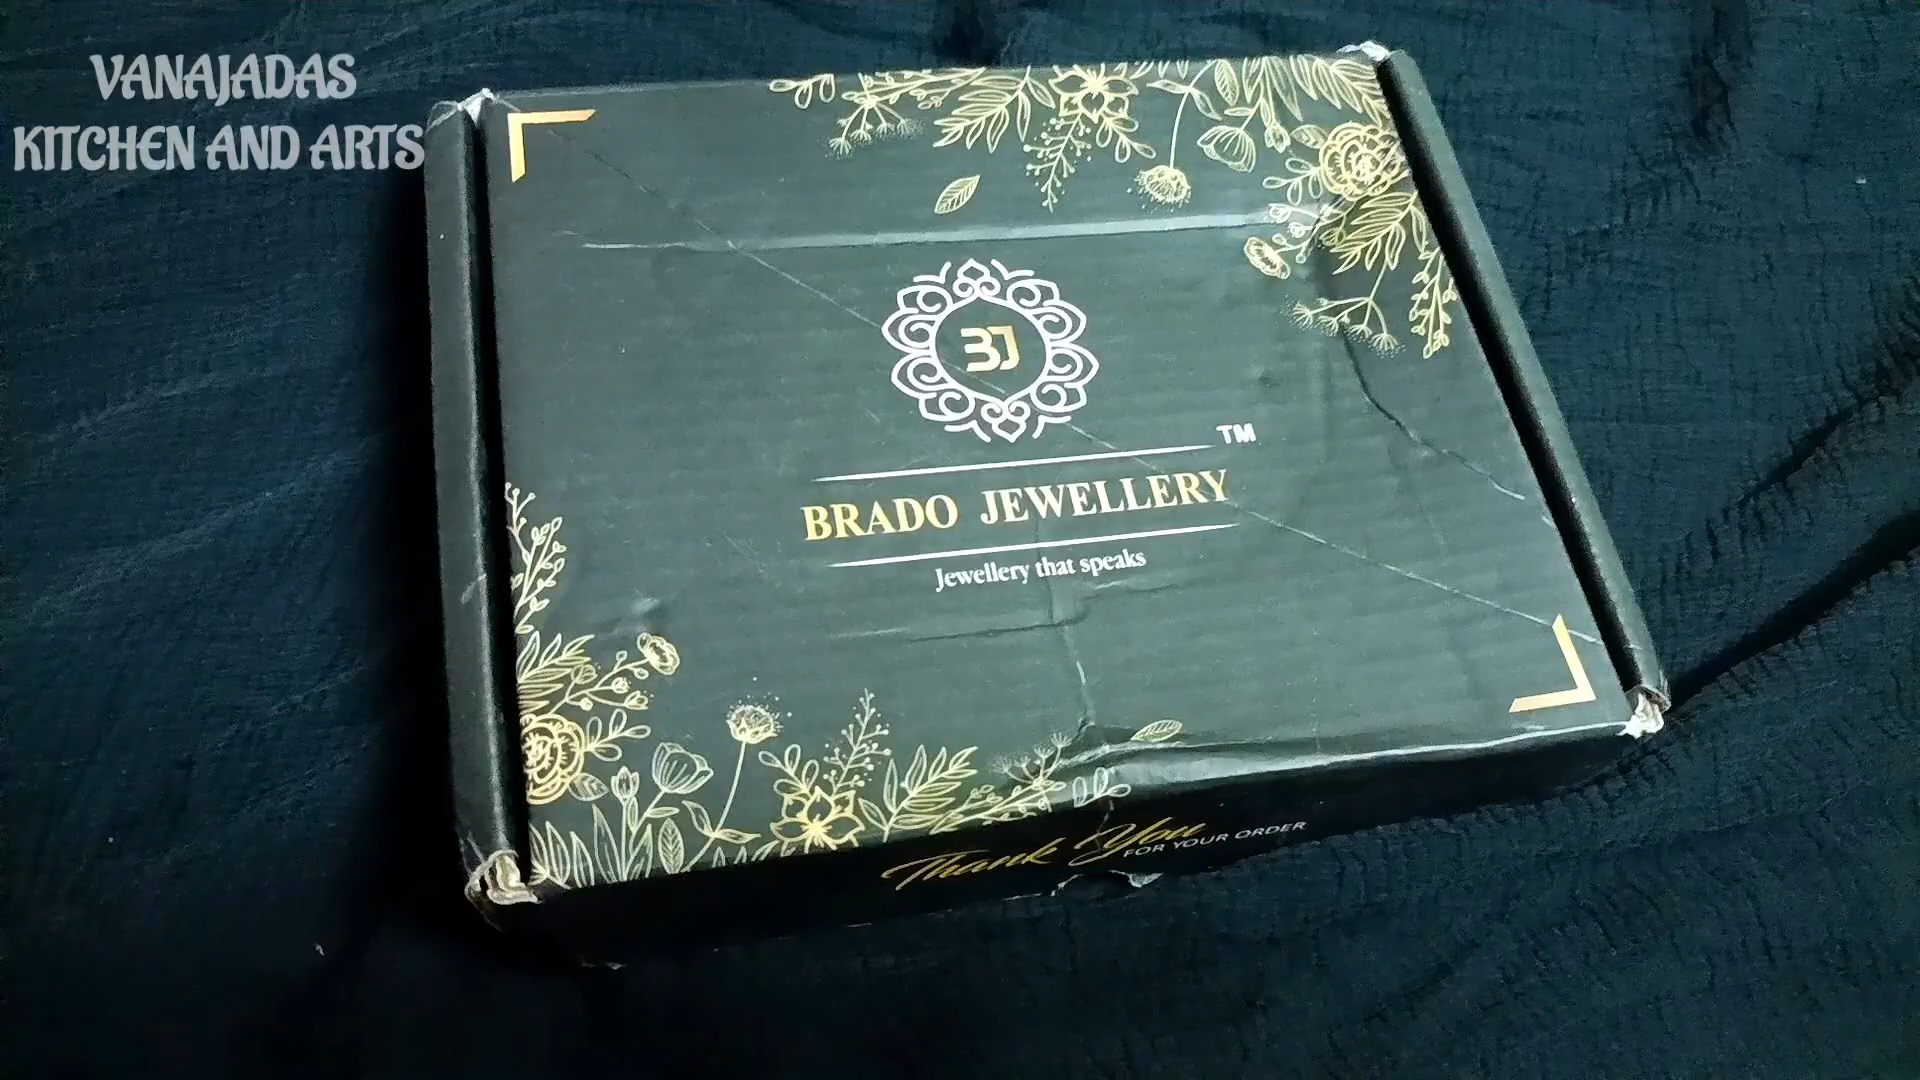 VANAJADAS
KITCHEN AND ARTS
BJ
TM
BRADO JEWELLERY
Jewellery that speaks
Thank You
FOR YOUR ORDER